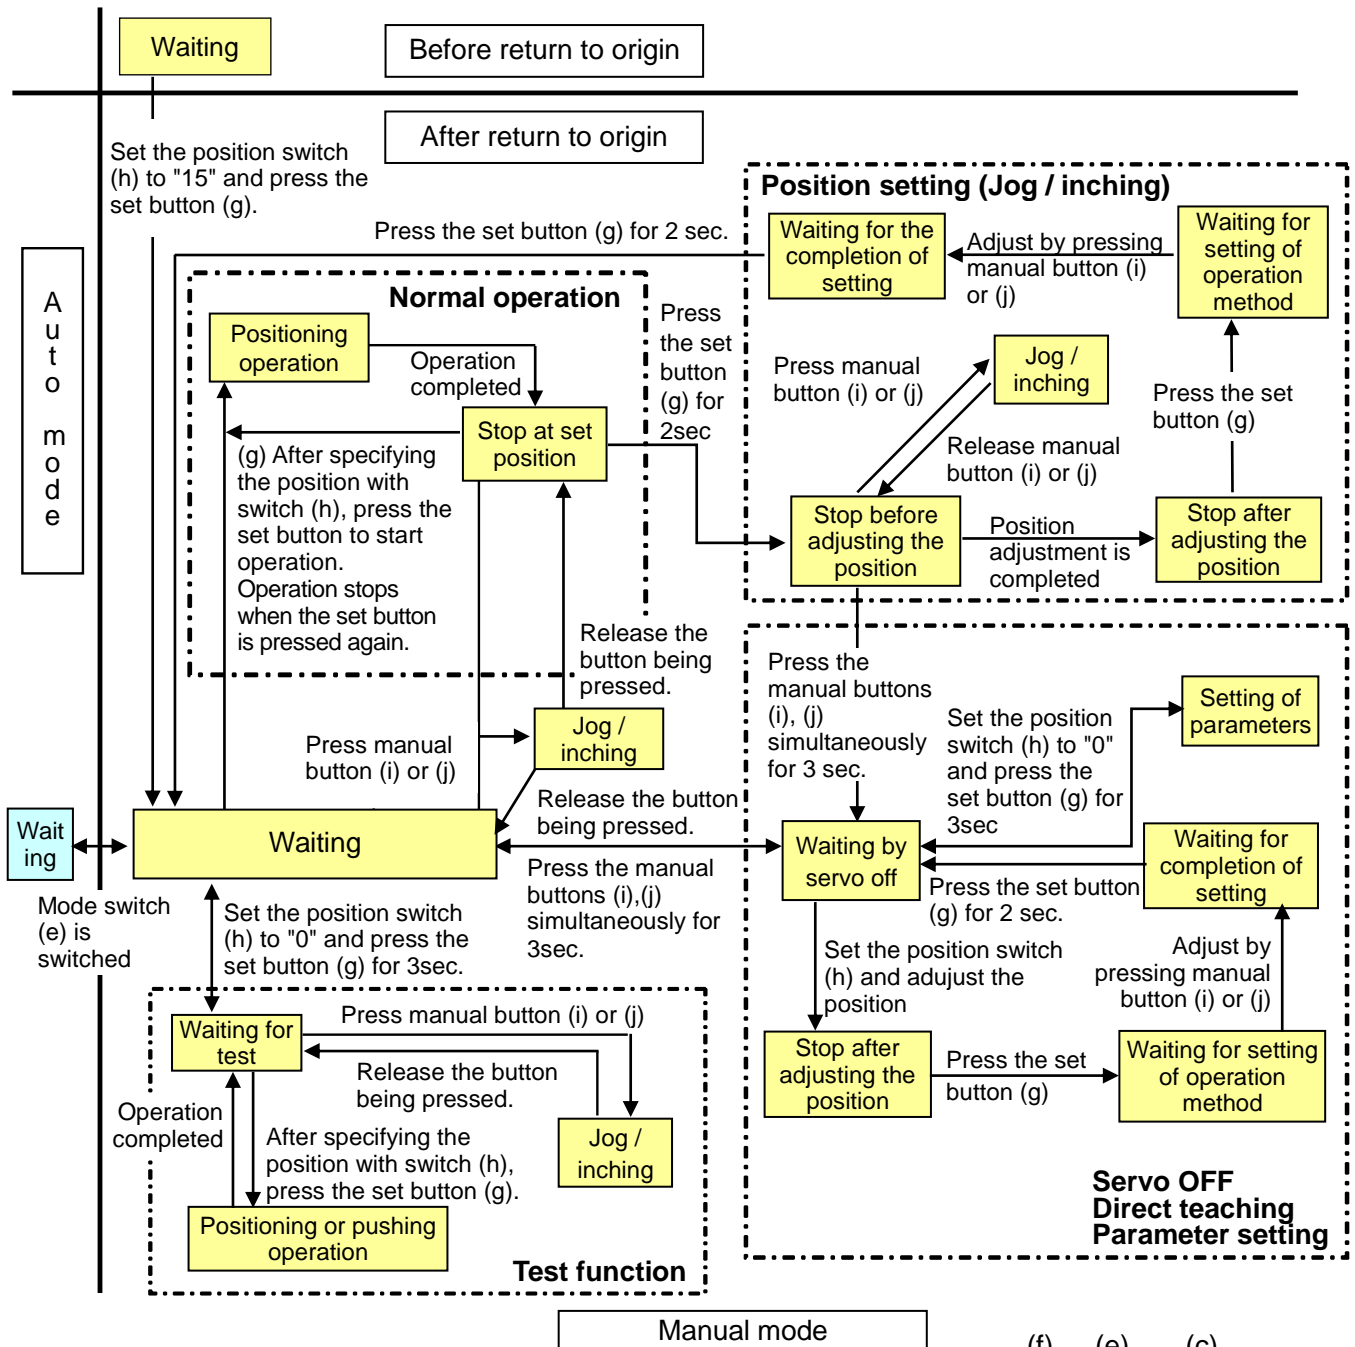 Waiting
Before return to origin
After return to origin
Set the position switch
(h) to "15" and press the
set button (g).
Auto mode
Position setting (Jog / inching)
Press the set button (g) for 2 sec.
Waiting for the
completion of
setting
Adjust by pressing
manual button (i)
or (j)
Waiting for
setting of
operation
method
Normal operation
Positioning
operation
Operation
completed
Press
the set
button
(g) for
2sec
Press manual
button (i) or (j)
Jog /
inching
Press the set
button (g)
Release manual
button (i) or (j)
Stop at set
position
(g) After specifying
the position with
switch (h), press the
set button to start
operation.
Operation stops
when the set button
is pressed again.
Stop before
adjusting the
position
Position
adjustment is
completed
Stop after
adjusting the
position
Release the
button being
pressed.
Press the
manual buttons
(i), (j)
simultaneously
for 3 sec.
Set the position
switch (h) to "0"
and press the
set button (g) for
3sec
Setting of
parameters
Press manual
button (i) or (j)
Jog /
inching
Release the button
being pressed.
Wait
ing
Waiting
Waiting by
servo off
Waiting for
completion of
setting
Mode switch
(e) is
switched
Set the position switch
(h) to "0" and press the
set button (g) for 3sec.
Press the manual
buttons (i),(j)
simultaneously for
3sec.
Press the set button
(g) for 2 sec.
Set the position switch
(h) and adujust the
position
Adjust by
pressing manual
button (i) or (j)
Waiting for
test
Press manual button (i) or (j)
Release the button
being pressed.
Stop after
adjusting the
position
Press the set
button (g)
Waiting for setting
of operation
method
Operation
completed
After specifying the
position with switch (h),
press the set button (g).
Jog /
inching
Positioning or pushing
operation
Test function
Servo OFF
Direct teaching
Parameter setting
Manual mode
(f) (e) (c)